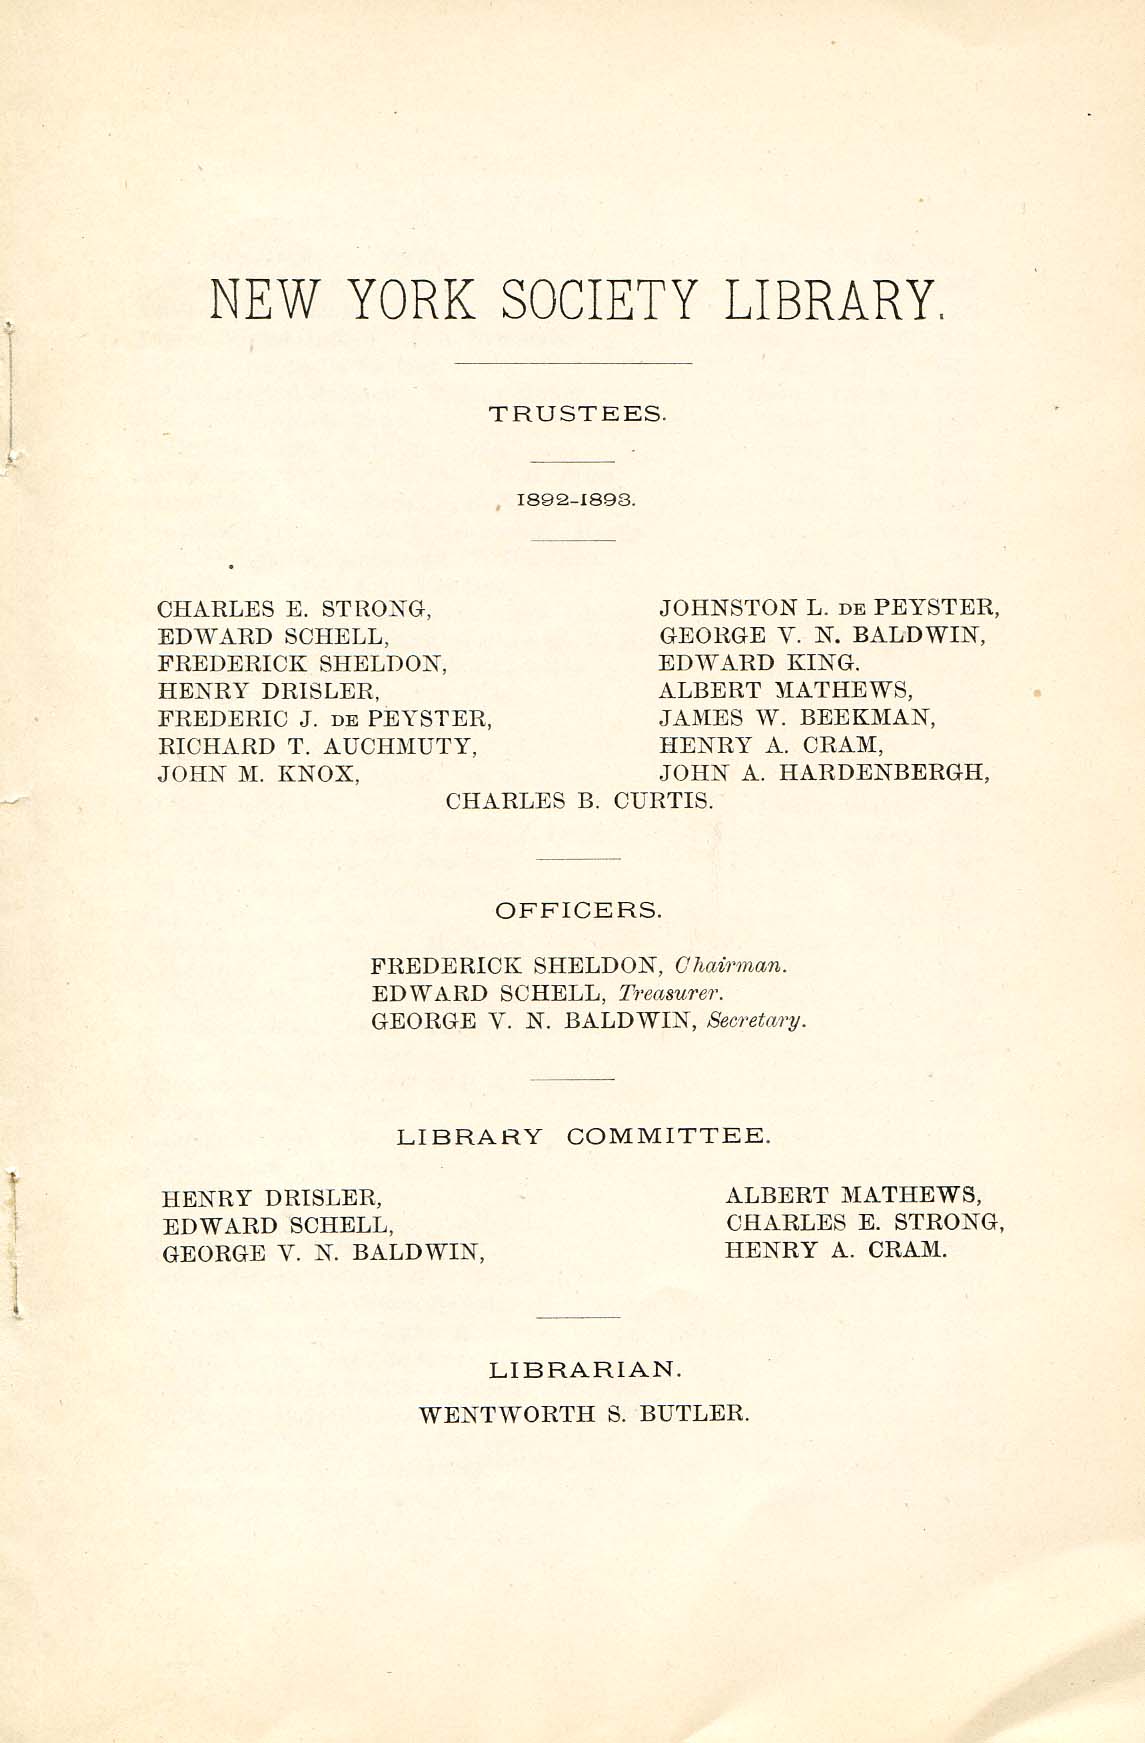 NEW YORK SOCIETY LIBRARY.
TRUSTEES.
1892-1893.
CHARLES E. STRONG,
EDWARD SCHELL,
FREDERICK SHELDON,
HENRY DRISLER,
FREDERIC J. DE PEYSTER,
RICHARD T. AUCHMUTY,
JOHN M. KNOX,
JOHNSTON L. DE PEYSTER,
GEORGE V. N. BALDWIN,
EDWARD KING.
ALBERT MATHEWS,
JAMES W. BEEKMAN,
HENRY A. CRAM,
JOHN A. HARDENBERGH,
CHARLES B. CURTIS.
OFFICERS.
FREDERICK SHELDON, Chairman.
EDWARD SCHELL, Treasurer.
GEORGE V. N. BALDWIN, Secretary.
LIBRARY COMMITTEE.
HENRY DRISLER,
EDWARD SCHELL,
GEORGE V. N. BALDWIN,
ALBERT MATHEWS,
CHARLES E. STRONG,
HENRY A. CRAM.
LIBRARIAN.
WENTWORTH S. BUTLER.